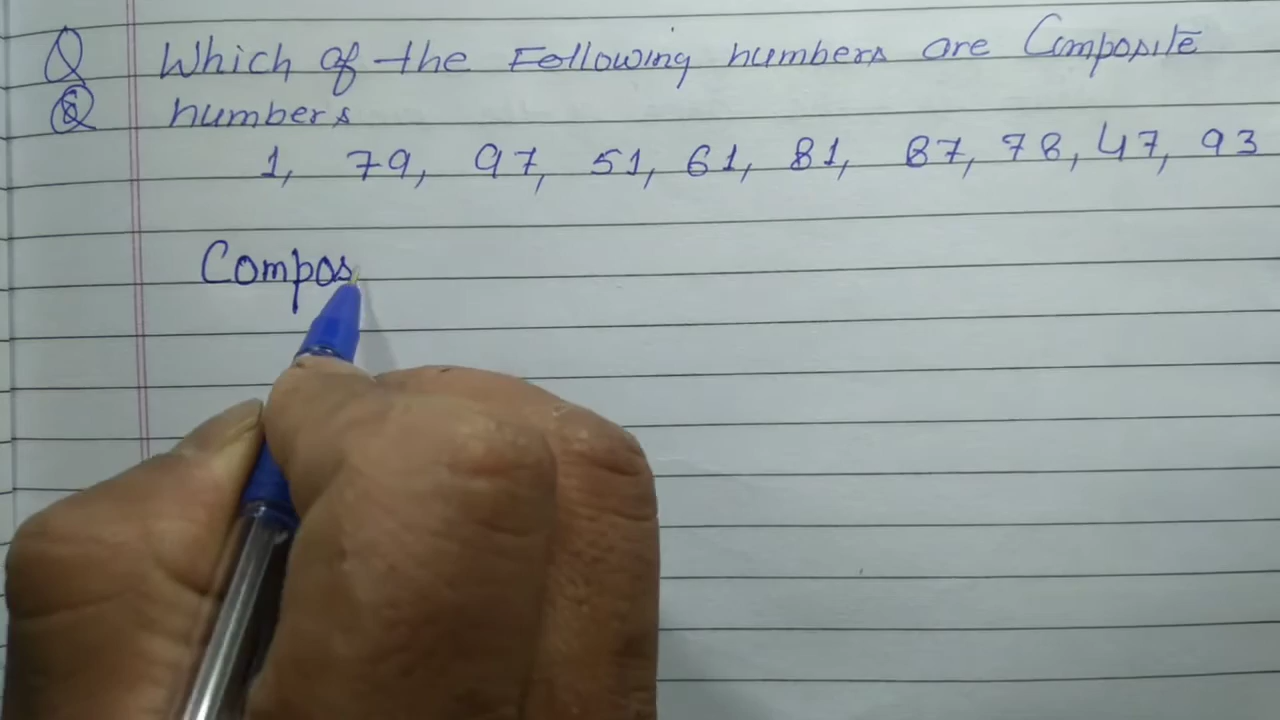 Q Which of the Following numbers are Composite
Q numbers
1, 79, 97, 51, 61, 81, 87, 78, 47, 93
Compos